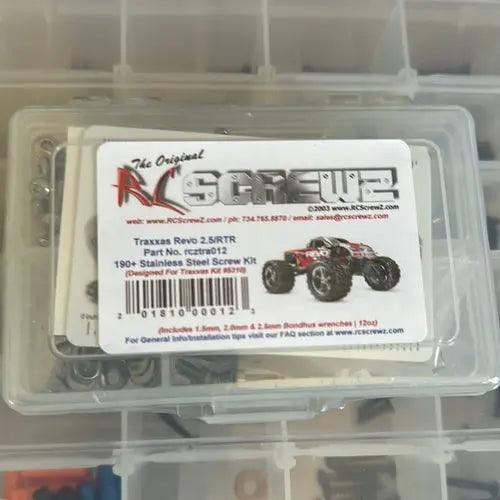 The Original
RC SCREWZ
©2003 www.RCScrewZ.com
web: www.RCScrewZ.com / ph: 734.765.8870 / email: sales@rcscrewz.com
Traxxas Revo 2.5/RTR
Part No. rcztra012
190+ Stainless Steel Screw Kit
(Designed For Traxxas Kit #5310)
REVO
2 01810 00012 3
(Includes 1.5mm, 2.0mm & 2.5mm Bondhus wrenches | 12oz)
For General Info/Installation tips visit our FAQ section at www.rcscrewz.com